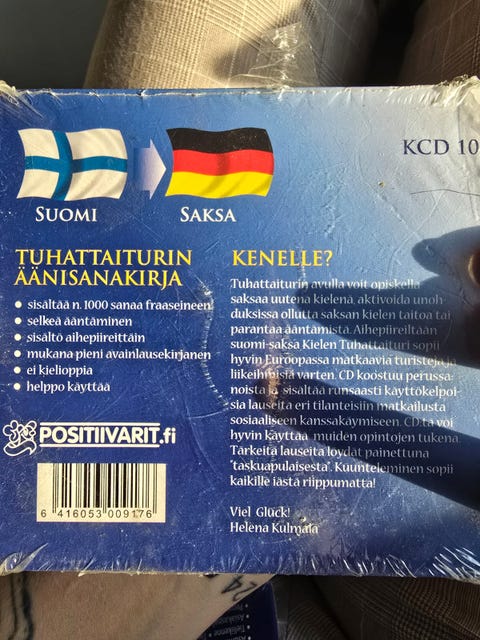 KCD 10
SUOMI
SAKSA
TUHATTAITURIN
ÄÄNISANAKIRJA
sisältää n. 1000 sanaa fraaseineen
selkeä ääntäminen
sisältö aihepiireittäin
mukana pieni avainlausekirjanen
ei kielioppia
helppo käyttää
POSITIIVARIT.fi
6 416053 009176
KENELLE?
Tuhattaiturin avulla voit opiskella
saksaa uutena kielenä, aktivoida unoh-
duksissa ollutta saksan kielen taitoa tai
parantaa ääntämistä. Aihepiireiltään
suomi-saksa Kielen Tuhattaituri sopii
hyvin Euroopassa matkaavia turisteja ja
liikeihmisiä varten. CD koostuu perussa-
noista ja sisältää runsaasti käyttökelpoi-
sia lauseita eri tilanteisiin matkailusta
sosiaaliseen kanssakäymiseen. CD:tä voi
hyvin käyttää muiden opintojen tukena.
Tärkeitä lauseita löydät painettuna
"taskuapulaisesta". Kuunteleminen sopii
kaikille iästä riippumatta!
Viel Glück!
Helena Kulmala
24